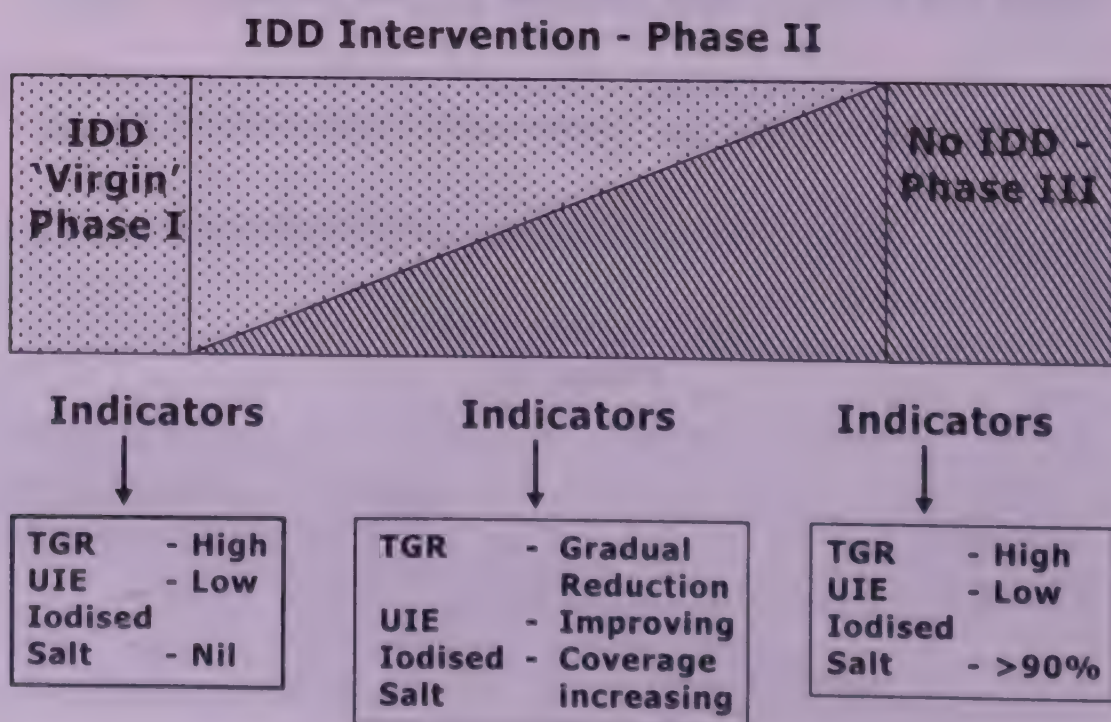 IDD Intervention - Phase II
IDD
'Virgin'
Phase I
No IDD -
Phase III
Indicators
TGR - High
UIE - Low
Iodised
Salt - Nil
Indicators
TGR - Gradual
Reduction
UIE - Improving
Iodised - Coverage
Salt increasing
Indicators
TGR - High
UIE - Low
Iodised
Salt - >90%